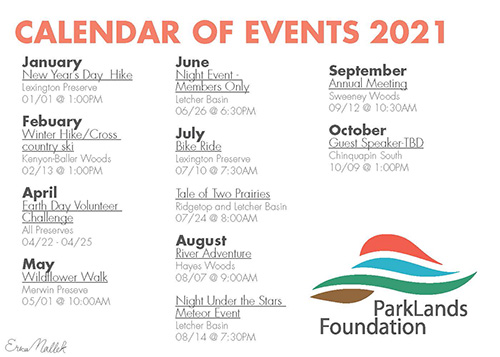 CALENDAR OF EVENTS 2021
January
New Year's Day Hike
Lexington Preserve
01/01 @ 1:00PM
Febuary
Winter Hike/Cross
country ski
Kenyon-Baller Woods
02/13 @ 1:00PM
April
Earth Day Volunteer
Challenge
All Preserves
04/22 - 04/25
May
Wildflower Walk
Merwin Preserve
05/01 @ 10:00AM
June
Night Event -
Members Only
Letcher Basin
06/26 @ 6:30PM
July
Bike Ride
Lexington Preserve
07/10 @ 7:30AM
Tale of Two Prairies
Ridgetop and Letcher Basin
07/24 @ 8:00AM
August
River Adventure
Hayes Woods
08/07 @ 9:00AM
Night Under the Stars
Meteor Event
Letcher Basin
08/14 @ 7:30PM
September
Annual Meeting
Sweeney Woods
09/12 @ 10:30AM
October
Guest Speaker-TBD
Chinquapin South
10/09 @ 1:00PM
ParkLands
Foundation